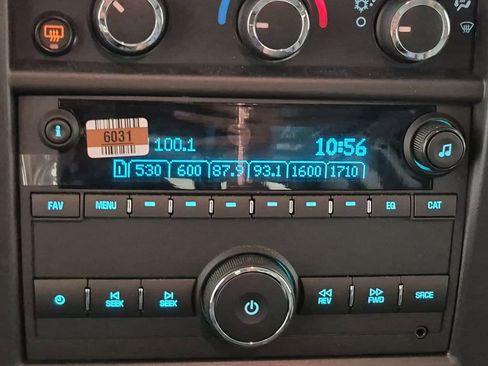 6031
100.1 10:56
1 530 600 87.9 93.1 1600 1710
FAV MENU EQ CAT
SEEK SEEK REV FWD SRCE